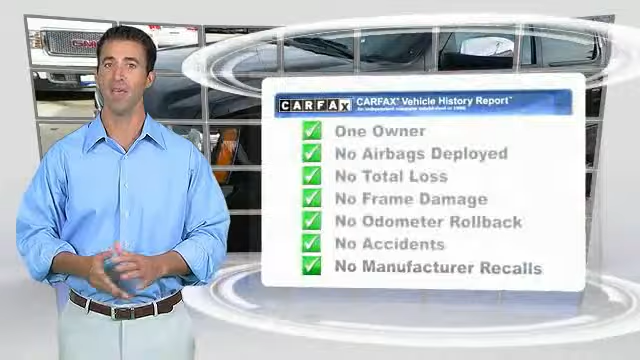 GMC
CARFAX CARFAX Vehicle History Report™
One Owner
No Airbags Deployed
No Total Loss
No Frame Damage
No Odometer Rollback
No Accidents
No Manufacturer Recalls